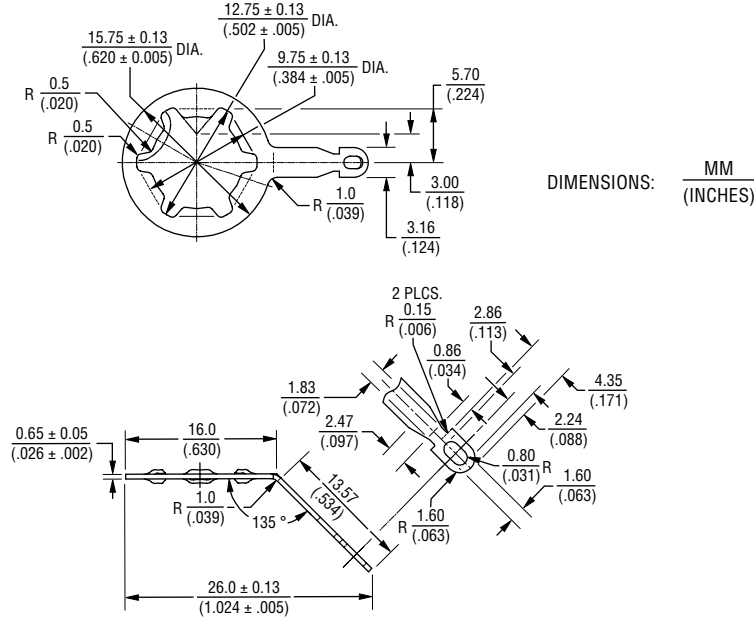 12.75 ± 0.13
(.502 ± .005) DIA.
15.75 ± 0.13
(.620 ± 0.005) DIA.
9.75 ± 0.13
(.384 ± .005) DIA.
R 0.5
(.020)
R 0.5
(.020)
5.70
(.224)
R 1.0
(.039)
3.00
(.118)
3.16
(.124)
DIMENSIONS: MM
(INCHES)
2 PLCS.
R 0.15
(.006)
2.86
(.113)
0.86
(.034)
1.83
(.072)
4.35
(.171)
2.47
(.097)
2.24
(.088)
0.65 ± 0.05
(.026 ± .002)
16.0
(.630)
0.80
(.031) R
13.57
(.534)
1.60
(.063)
R 1.0
(.039)
135 °
R 1.60
(.063)
26.0 ± 0.13
(1.024 ± .005)